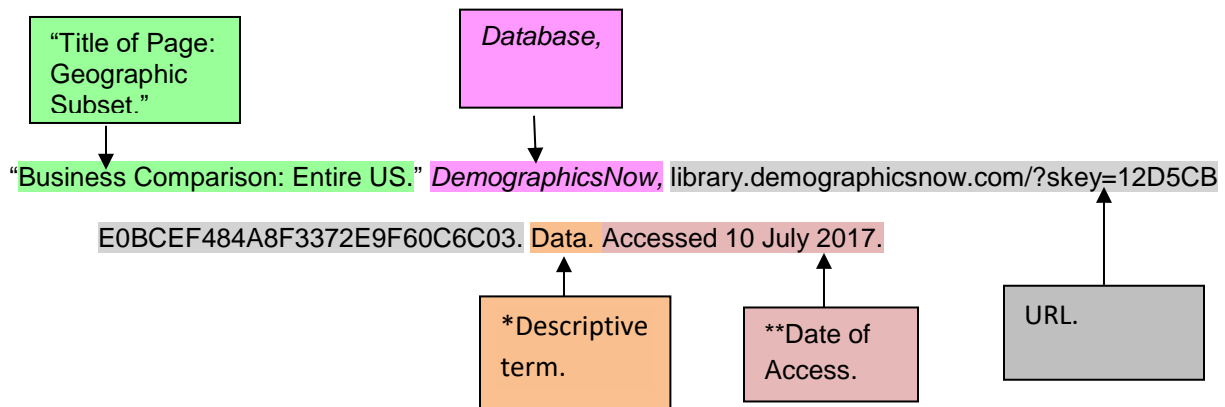 “Title of Page:
Geographic
Subset.”
Database,
“Business Comparison: Entire US.” DemographicsNow, library.demographicsnow.com/?skey=12D5CB
E0BCEF484A8F3372E9F60C6C03. Data. Accessed 10 July 2017.
*Descriptive
term.
**Date of
Access.
URL.